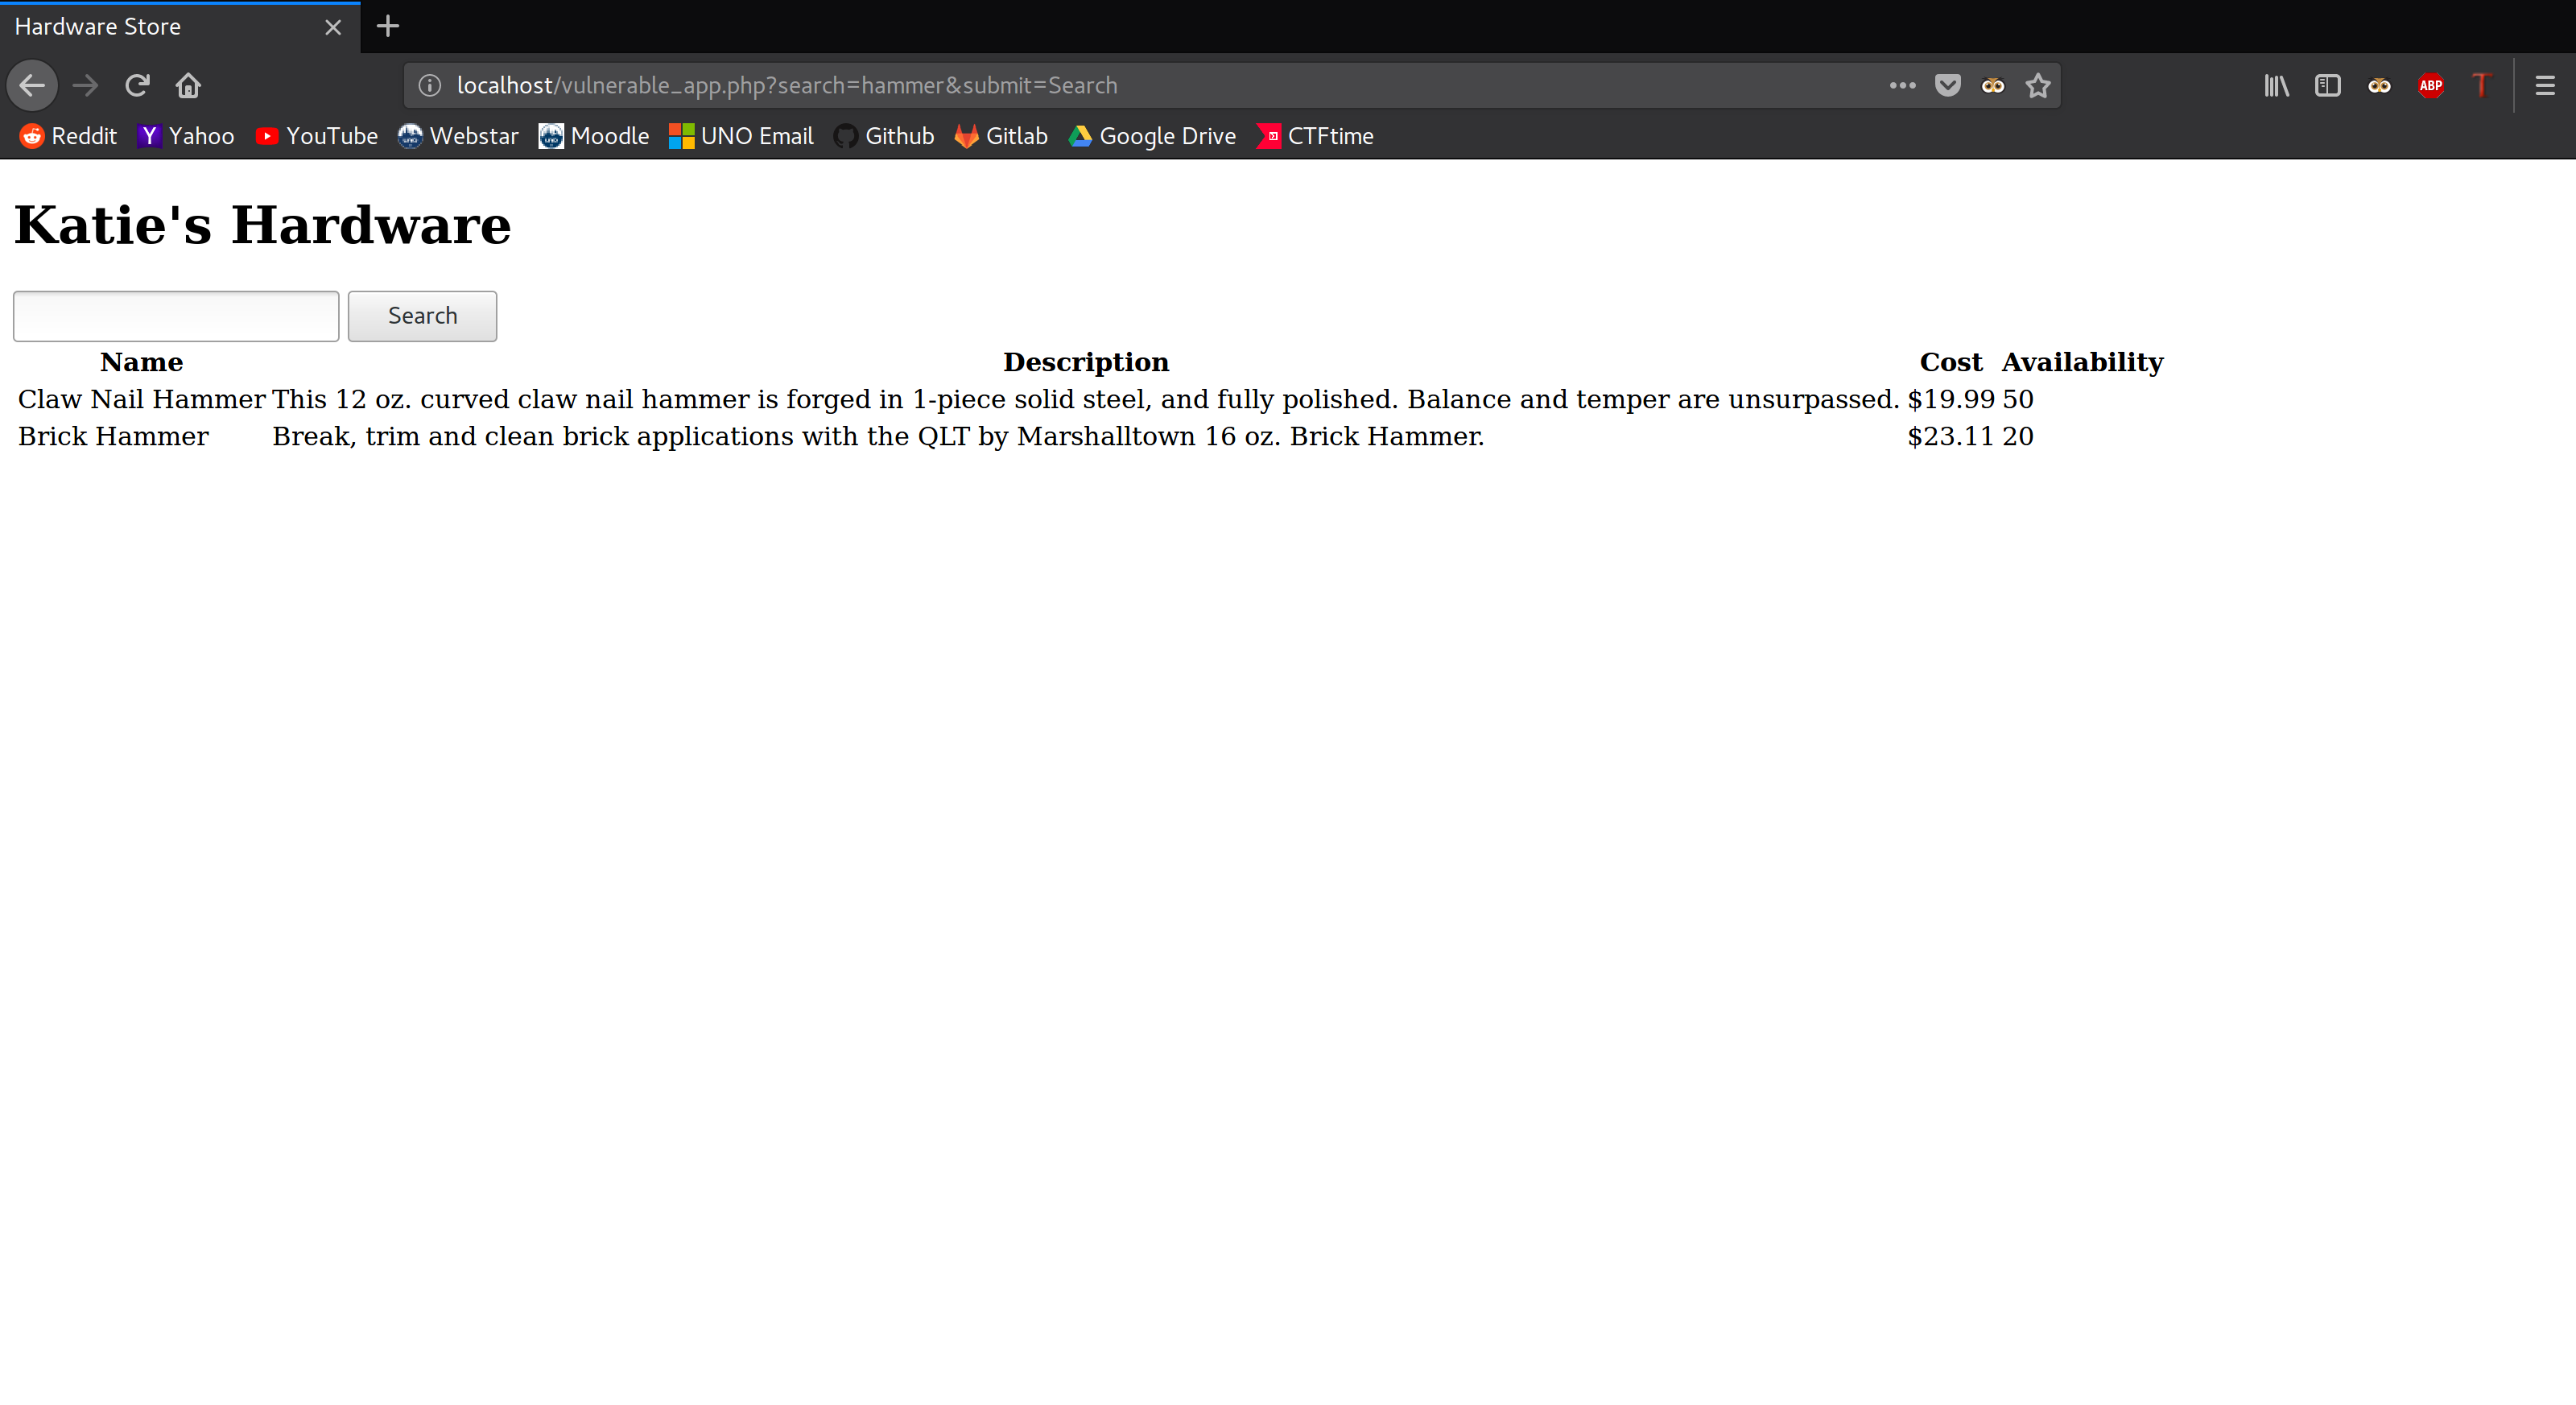 Hardware Store
localhost/vulnerable_app.php?search=hammer&submit=Search
ABP T
Reddit Y Yahoo YouTube Webstar Moodle UNO Email Github Gitlab Google Drive CTFtime
Katie's Hardware
Search
Name Description Cost Availability
Claw Nail Hammer This 12 oz. curved claw nail hammer is forged in 1-piece solid steel, and fully polished. Balance and temper are unsurpassed. $19.99 50
Brick Hammer Break, trim and clean brick applications with the QLT by Marshalltown 16 oz. Brick Hammer. $23.11 20